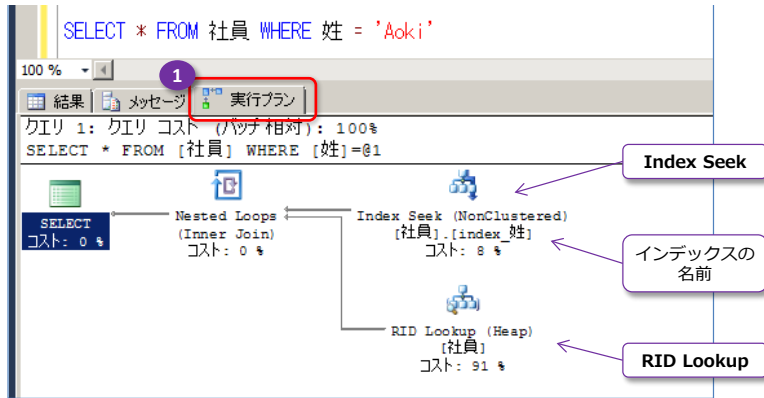 SELECT * FROM 社員 WHERE 姓 = 'Aoki'
100 %
1
結果 メッセージ 実行プラン
クエリ 1: クエリ コスト (バッチ相対): 100%
SELECT * FROM [社員] WHERE [姓]=@1
Index Seek
SELECT
コスト: 0 %
Nested Loops
(Inner Join)
コスト: 0 %
Index Seek (NonClustered)
[社員].[index_姓]
コスト: 8 %
インデックスの
名前
RID Lookup (Heap)
[社員]
コスト: 91 %
RID Lookup